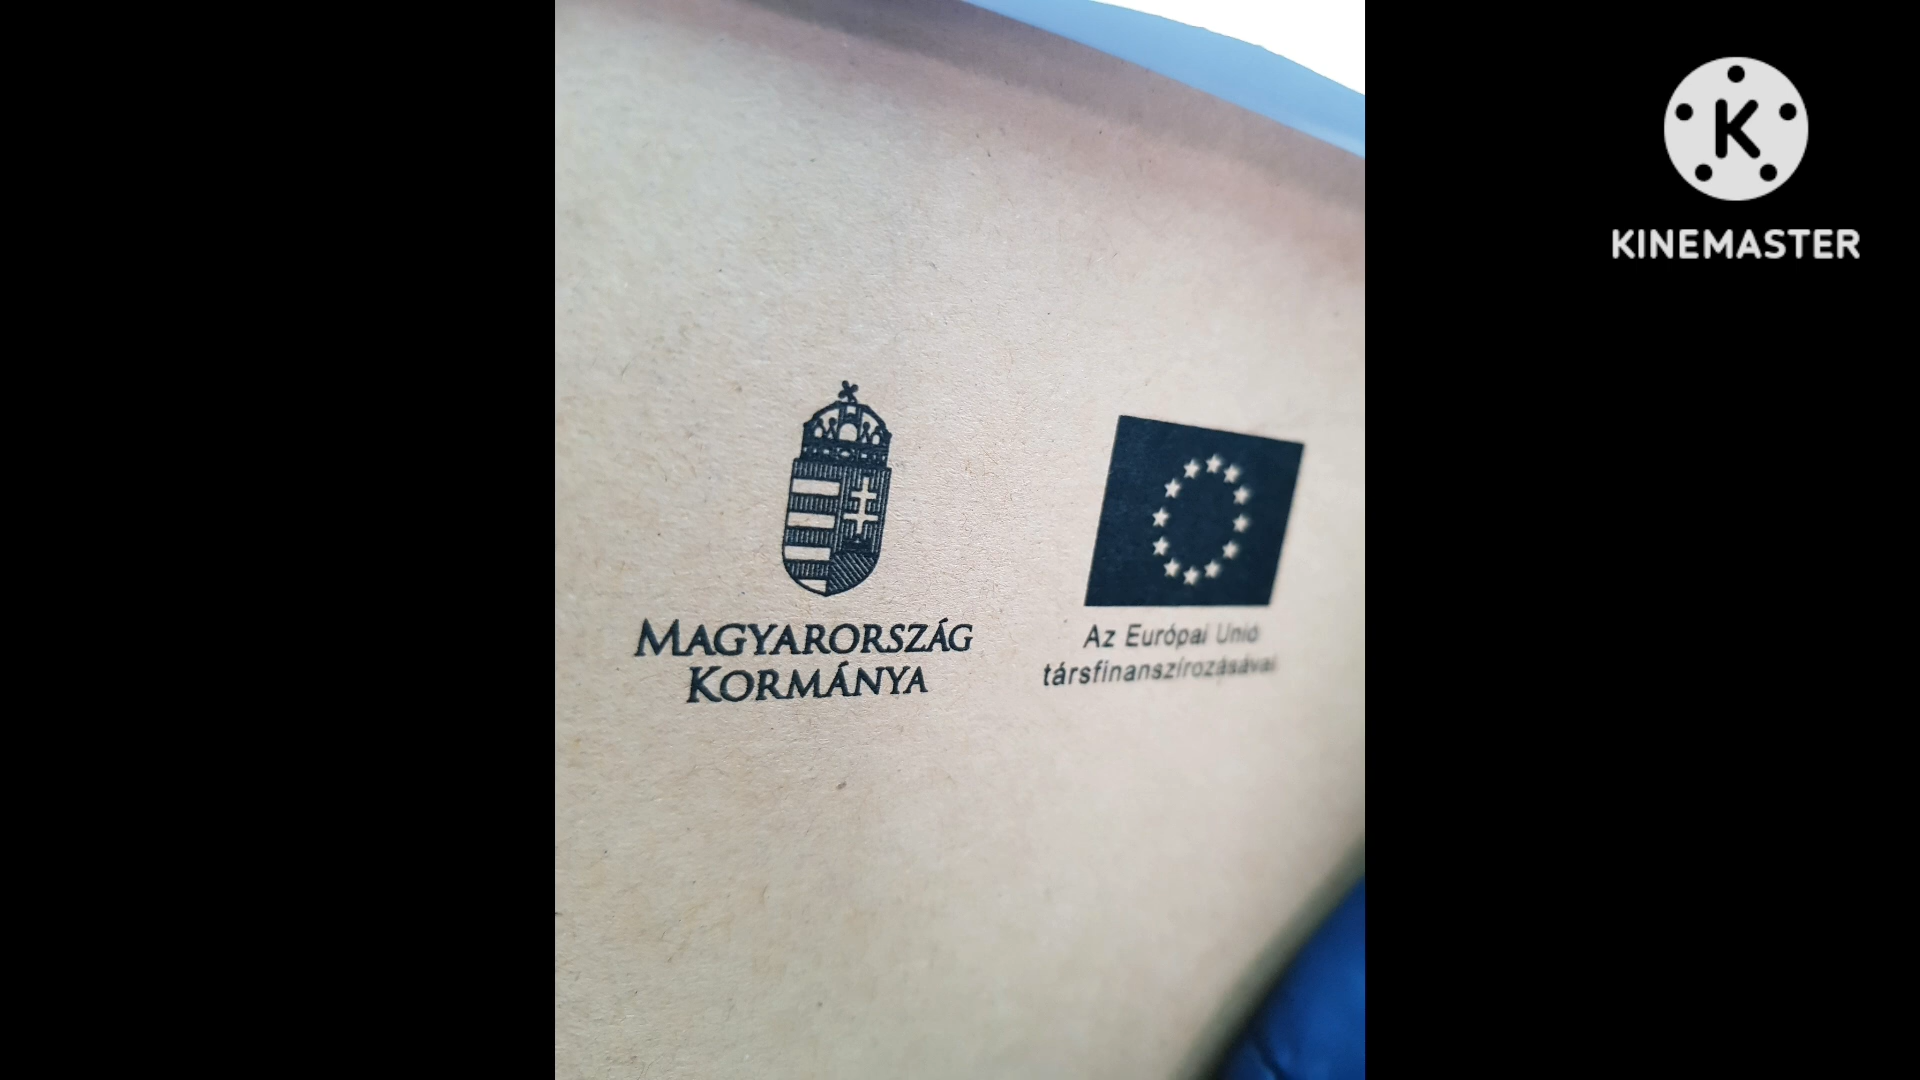 K
KINEMASTER
MAGYARORSZÁG
KORMÁNYA
Az Európai Unió
társfinanszírozásával